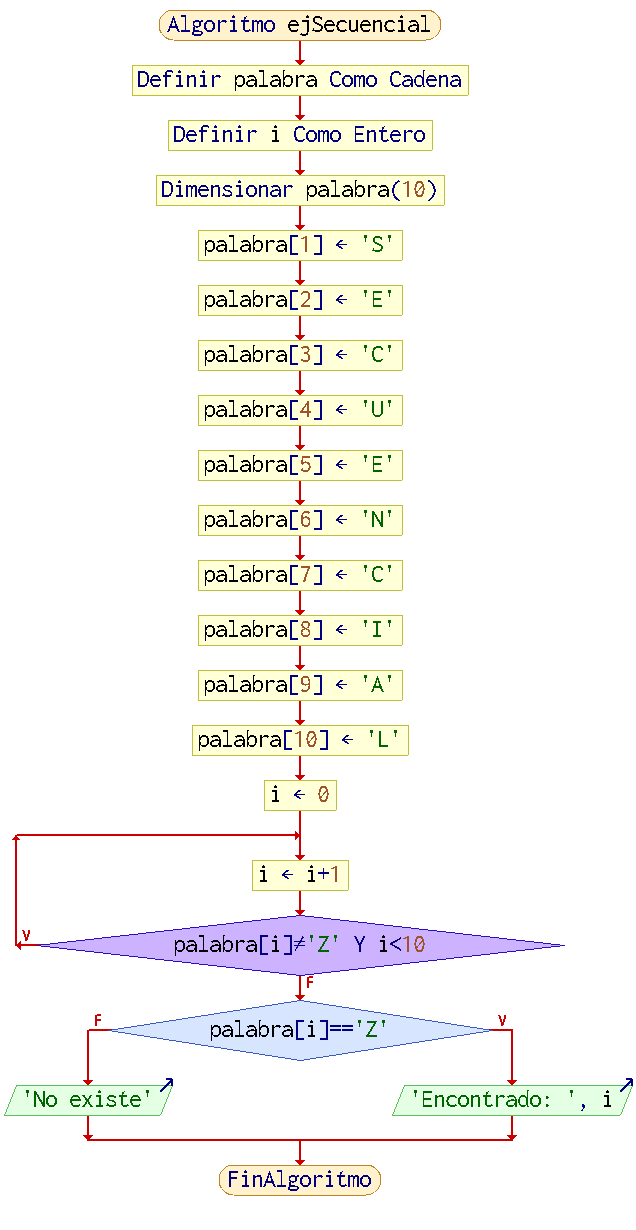 Algoritmo ejSecuencial
Definir palabra Como Cadena
Definir i Como Entero
Dimensionar palabra(10)
palabra[1] ← 'S'
palabra[2] ← 'E'
palabra[3] ← 'C'
palabra[4] ← 'U'
palabra[5] ← 'E'
palabra[6] ← 'N'
palabra[7] ← 'C'
palabra[8] ← 'I'
palabra[9] ← 'A'
palabra[10] ← 'L'
i ← 0
i ← i+1
V
palabra[i]≠'Z' Y i<10
F
F
V
palabra[i]=='Z'
'No existe'
'Encontrado: ', i
FinAlgoritmo